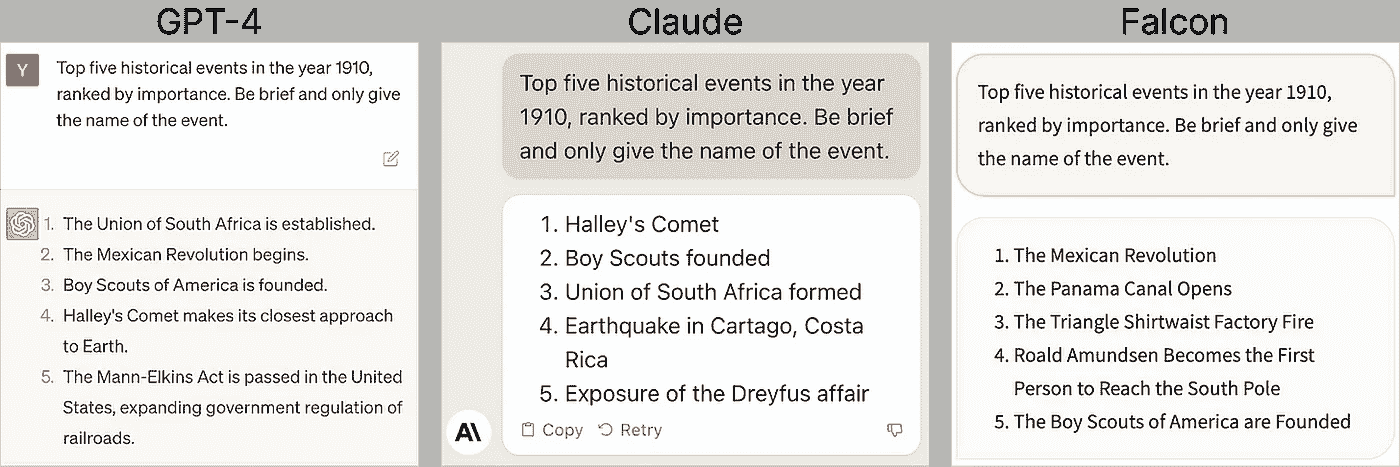 GPT-4
Y
Top five historical events in the year 1910,
ranked by importance. Be brief and only give
the name of the event.
1. The Union of South Africa is established.
2. The Mexican Revolution begins.
3. Boy Scouts of America is founded.
4. Halley's Comet makes its closest approach
to Earth.
5. The Mann-Elkins Act is passed in the United
States, expanding government regulation of
railroads.
Claude
Top five historical events in the year
1910, ranked by importance. Be brief
and only give the name of the event.
1. Halley's Comet
2. Boy Scouts founded
3. Union of South Africa formed
4. Earthquake in Cartago, Costa
Rica
5. Exposure of the Dreyfus affair
A\
Copy Retry
Falcon
Top five historical events in the year 1910,
ranked by importance. Be brief and only give
the name of the event.
1. The Mexican Revolution
2. The Panama Canal Opens
3. The Triangle Shirtwaist Factory Fire
4. Roald Amundsen Becomes the First
Person to Reach the South Pole
5. The Boy Scouts of America are Founded